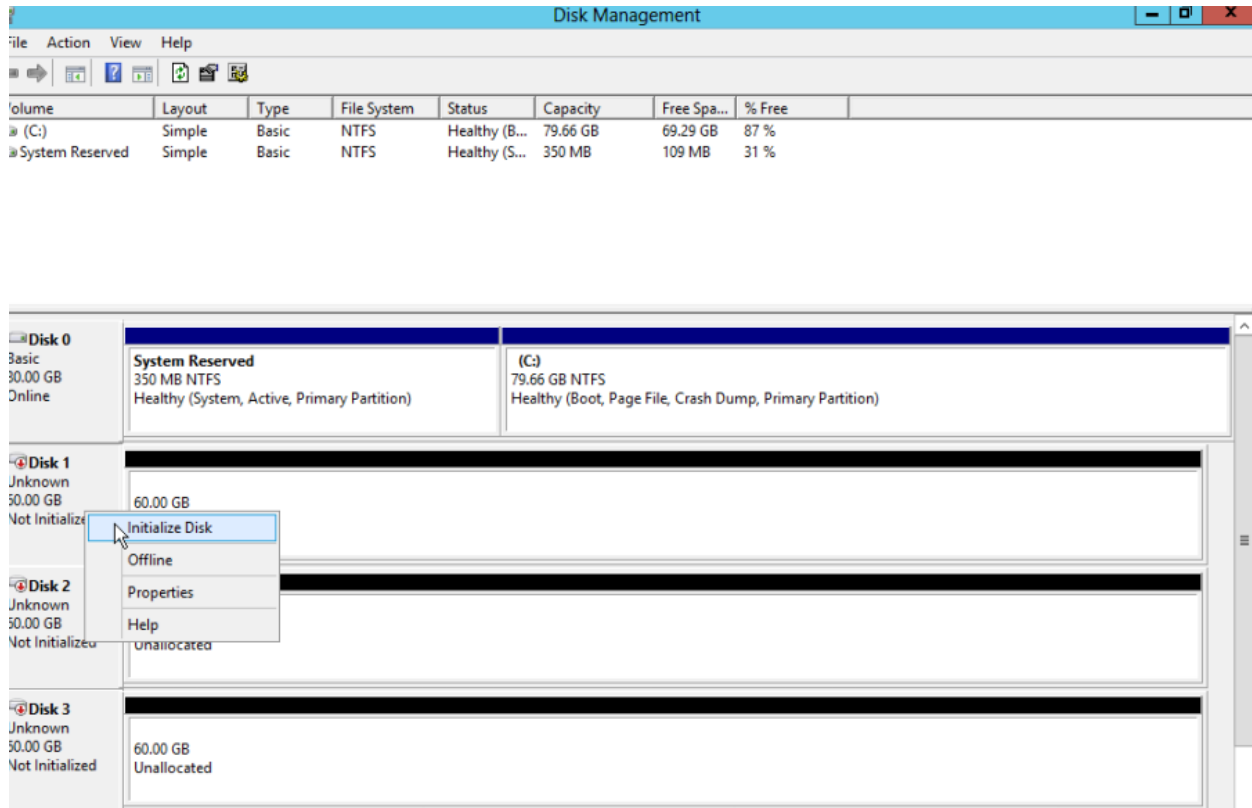 Disk Management
File Action View Help
Volume Layout Type File System Status Capacity Free Spa... % Free
(C:) Simple Basic NTFS Healthy (B... 79.66 GB 69.29 GB 87 %
System Reserved Simple Basic NTFS Healthy (S... 350 MB 109 MB 31 %
Disk 0
Basic
80.00 GB
Online
System Reserved
350 MB NTFS
Healthy (System, Active, Primary Partition)
(C:)
79.66 GB NTFS
Healthy (Boot, Page File, Crash Dump, Primary Partition)
Disk 1
Unknown
60.00 GB
Not Initialize
60.00 GB
Initialize Disk
Offline
Properties
Help
Disk 2
Unknown
60.00 GB
Not Initialized
Unallocated
Disk 3
Unknown
60.00 GB
Not Initialized
60.00 GB
Unallocated